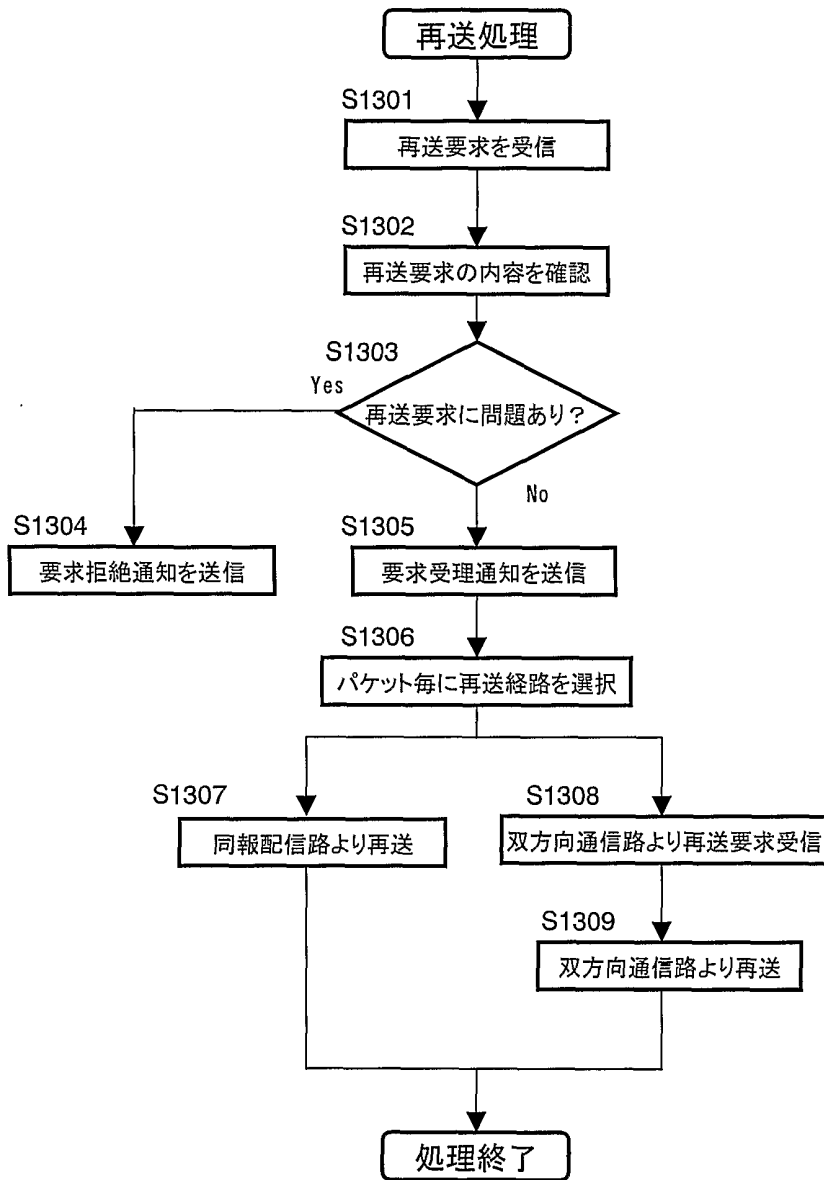 再送処理
S1301
再送要求を受信
S1302
再送要求の内容を確認
S1303
Yes
再送要求に問題あり?
No
S1304
要求拒絶通知を送信
S1305
要求受理通知を送信
S1306
パケット毎に再送経路を選択
S1307
同報配信路より再送
S1308
双方向通信路より再送要求受信
S1309
双方向通信路より再送
処理終了